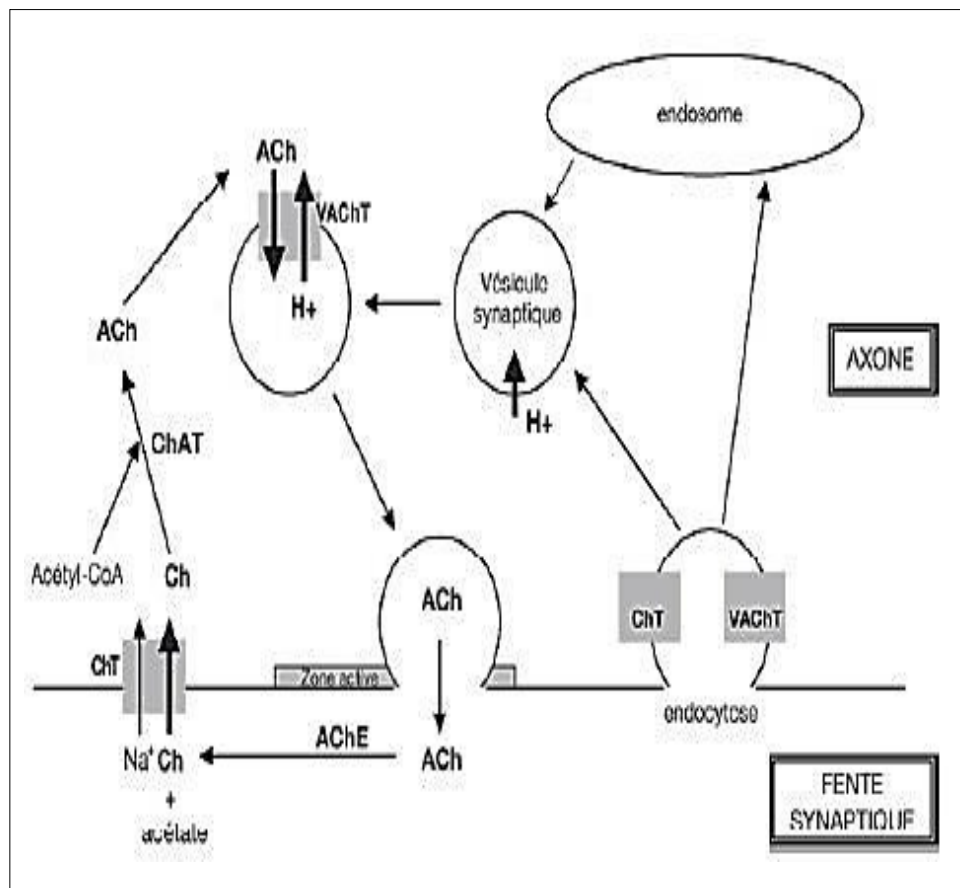 endosome
ACh
VAChT
H+
Vésicule
synaptique
H+
AXONE
ACh
ChAT
Acétyl-CoA
Ch
ChT
Na+ Ch
+
acétate
AChE
ACh
ACh
Zone active
ChT
VAChT
endocytose
FENTE
SYNAPTIQUE